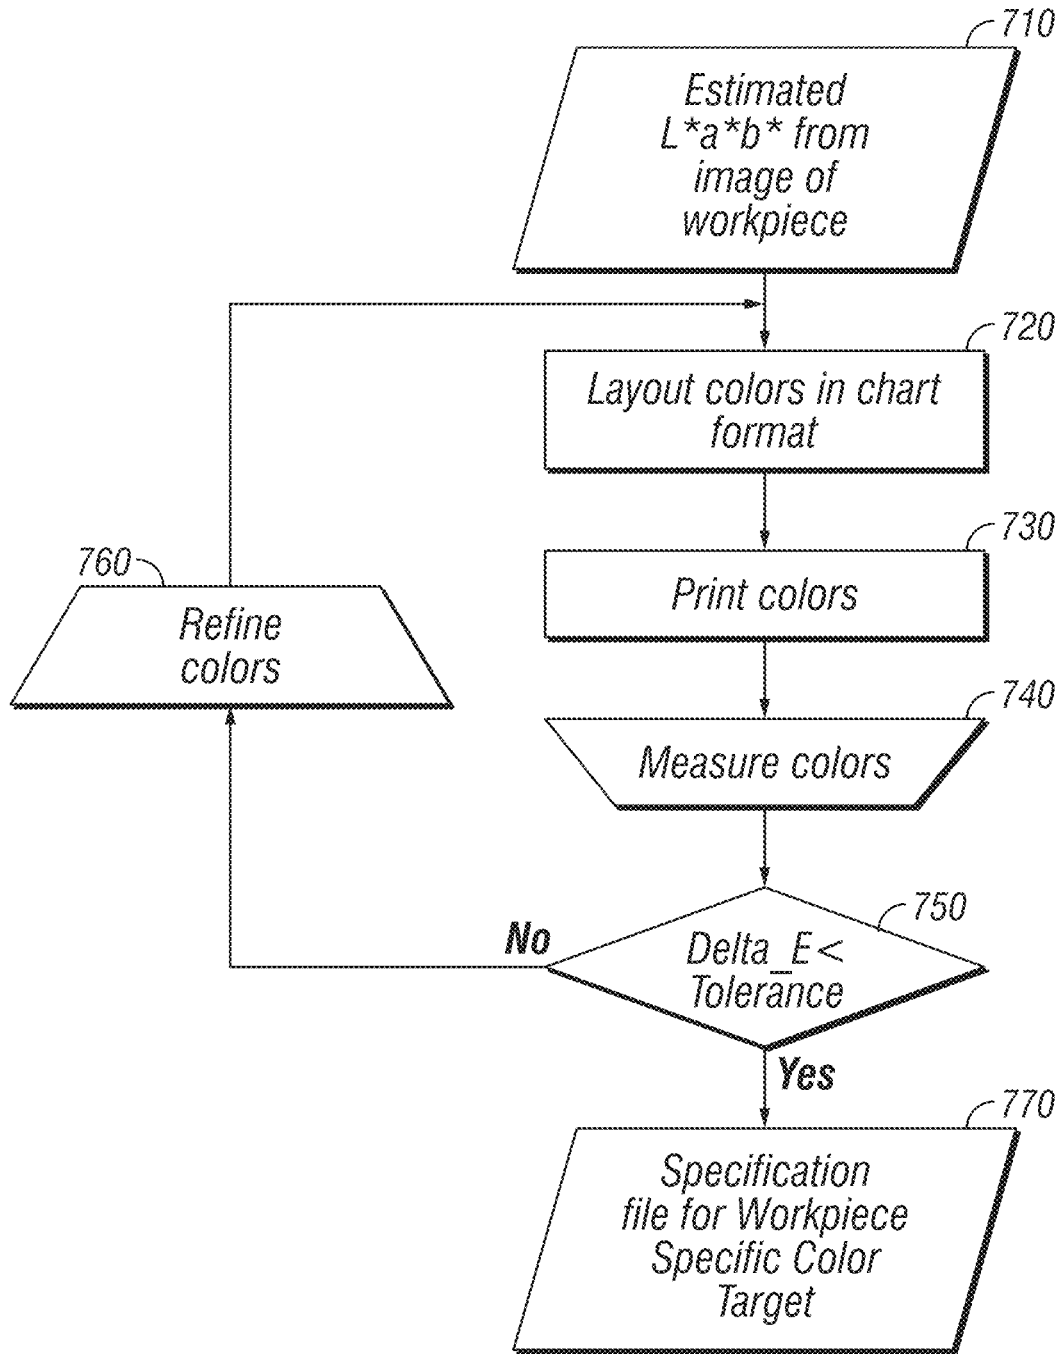 710
Estimated
L*a*b* from
image of
workpiece
720
Layout colors in chart
format
730
Print colors
760
Refine
colors
740
Measure colors
750
No
Delta_E <
Tolerance
Yes
770
Specification
file for Workpiece
Specific Color
Target